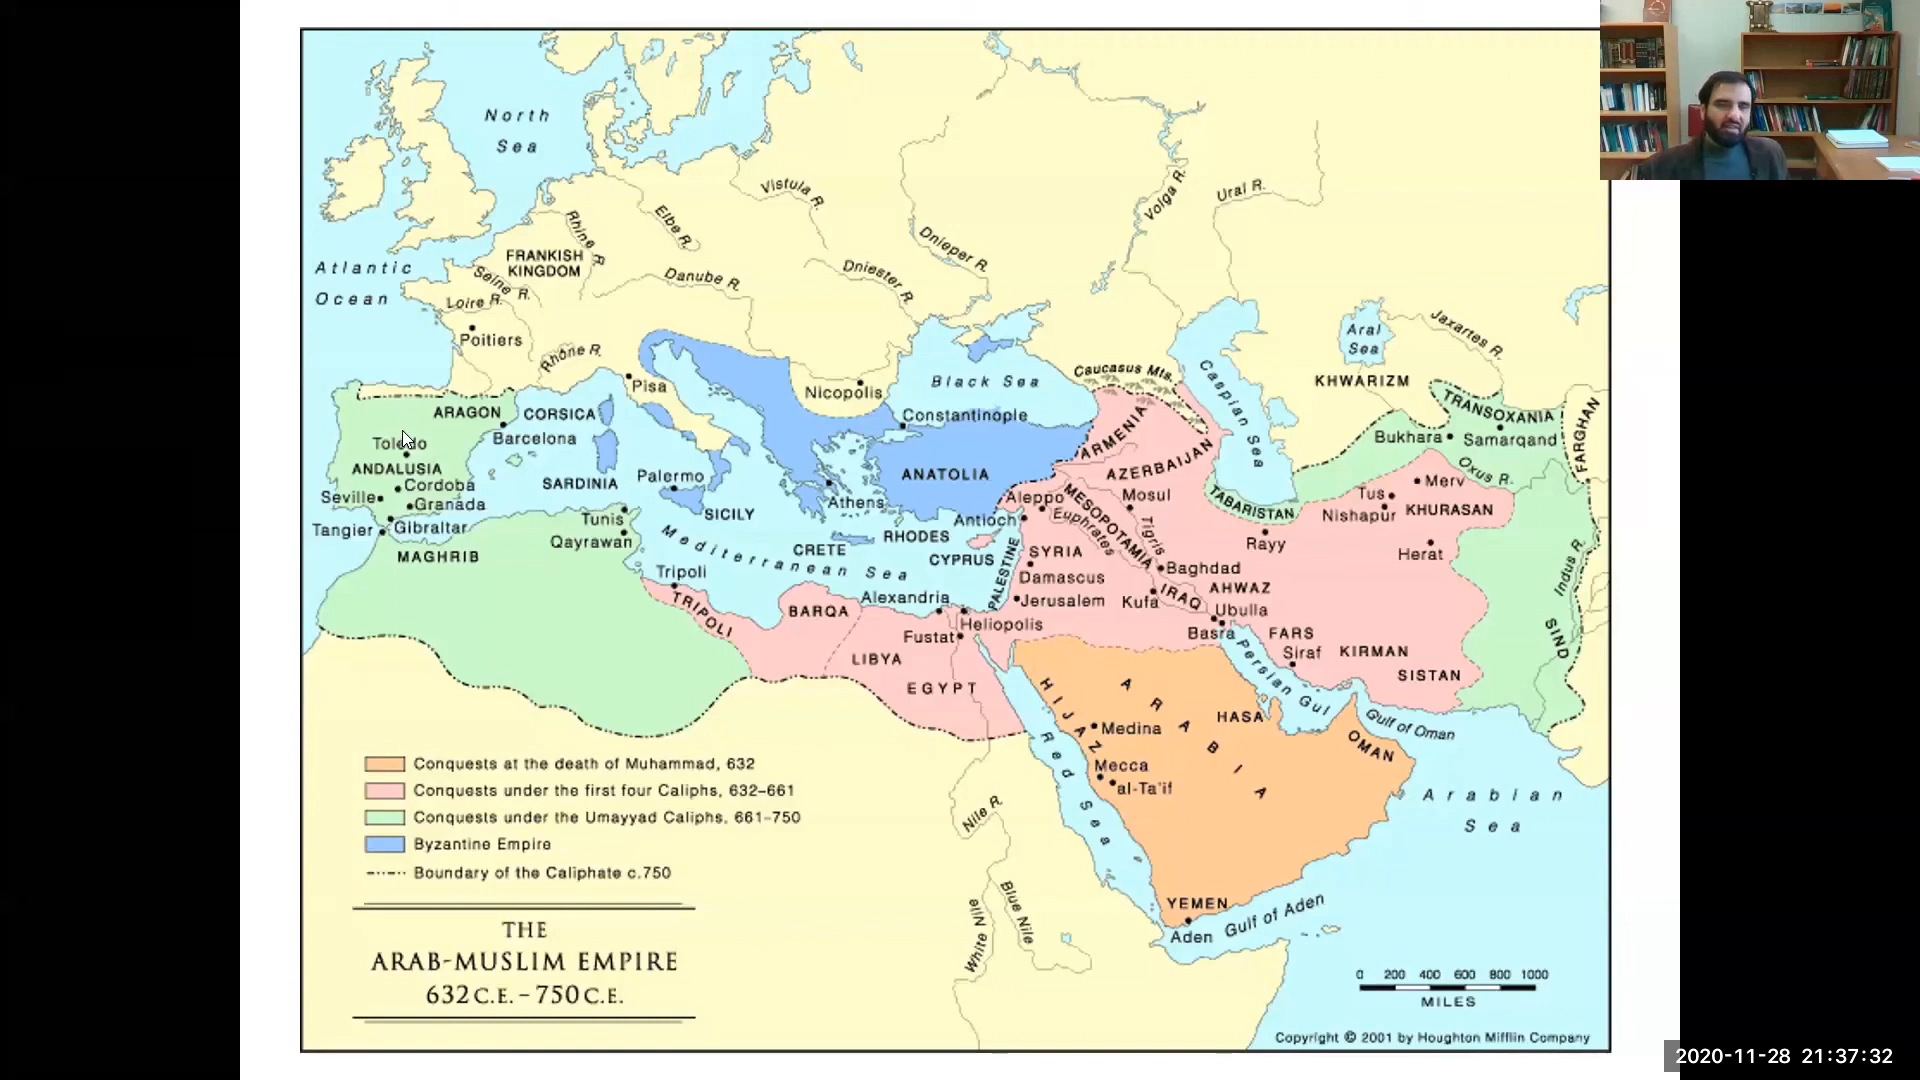 North
Sea
Atlantic
Ocean
FRANKISH
KINGDOM
Rhine R.
Elbe R.
Vistula R.
Seine R.
Loire R.
Poitiers
Danube R.
Dniester R.
Dnieper R.
Volga R.
Ural R.
Rhône R.
Pisa
Nicopolis
Black Sea
Caucasus Mts.
Caspian Sea
Aral
Sea
Jaxartes R.
KHWARIZM
TRANSOXANIA
FARGHAN
Bukhara
Samarqand
Oxus R.
ARAGON
CORSICA
Barcelona
Toledo
ANDALUSIA
Cordoba
Seville
Granada
Tangier
Gibraltar
MAGHRIB
SARDINIA
Palermo
SICILY
Tunis
Qayrawan
Mediterranean Sea
Constantinople
ANATOLIA
Athens
CRETE
RHODES
CYPRUS
ARMENIA
AZERBAIJAN
TABARISTAN
Aleppo
Antioch
MESOPOTAMIA
Euphrates
Mosul
Tigris
SYRIA
Damascus
PALESTINE
Jerusalem
Baghdad
AHWAZ
Kufa
IRAQ
Ubulla
Basra
Rayy
Tus
Merv
Nishapur
KHURASAN
Herat
Indus R.
SIND
FARS
Siraf
KIRMAN
SISTAN
Persian Gul
Gulf of Oman
Tripoli
TRIPOLI
BARQA
Alexandria
Heliopolis
Fustat
LIBYA
EGYPT
HIJAZ
ARABIA
Medina
HASA
Mecca
al-Ta'if
OMAN
Red Sea
Arabian
Sea
YEMEN
Aden
Gulf of Aden
Nile R.
White Nile
Blue Nile
Conquests at the death of Muhammad, 632
Conquests under the first four Caliphs, 632–661
Conquests under the Umayyad Caliphs, 661–750
Byzantine Empire
Boundary of the Caliphate c.750
THE
ARAB-MUSLIM EMPIRE
632 C.E. – 750 C.E.
0 200 400 600 800 1000
MILES
Copyright © 2001 by Houghton Mifflin Company
2020-11-28 21:37:32